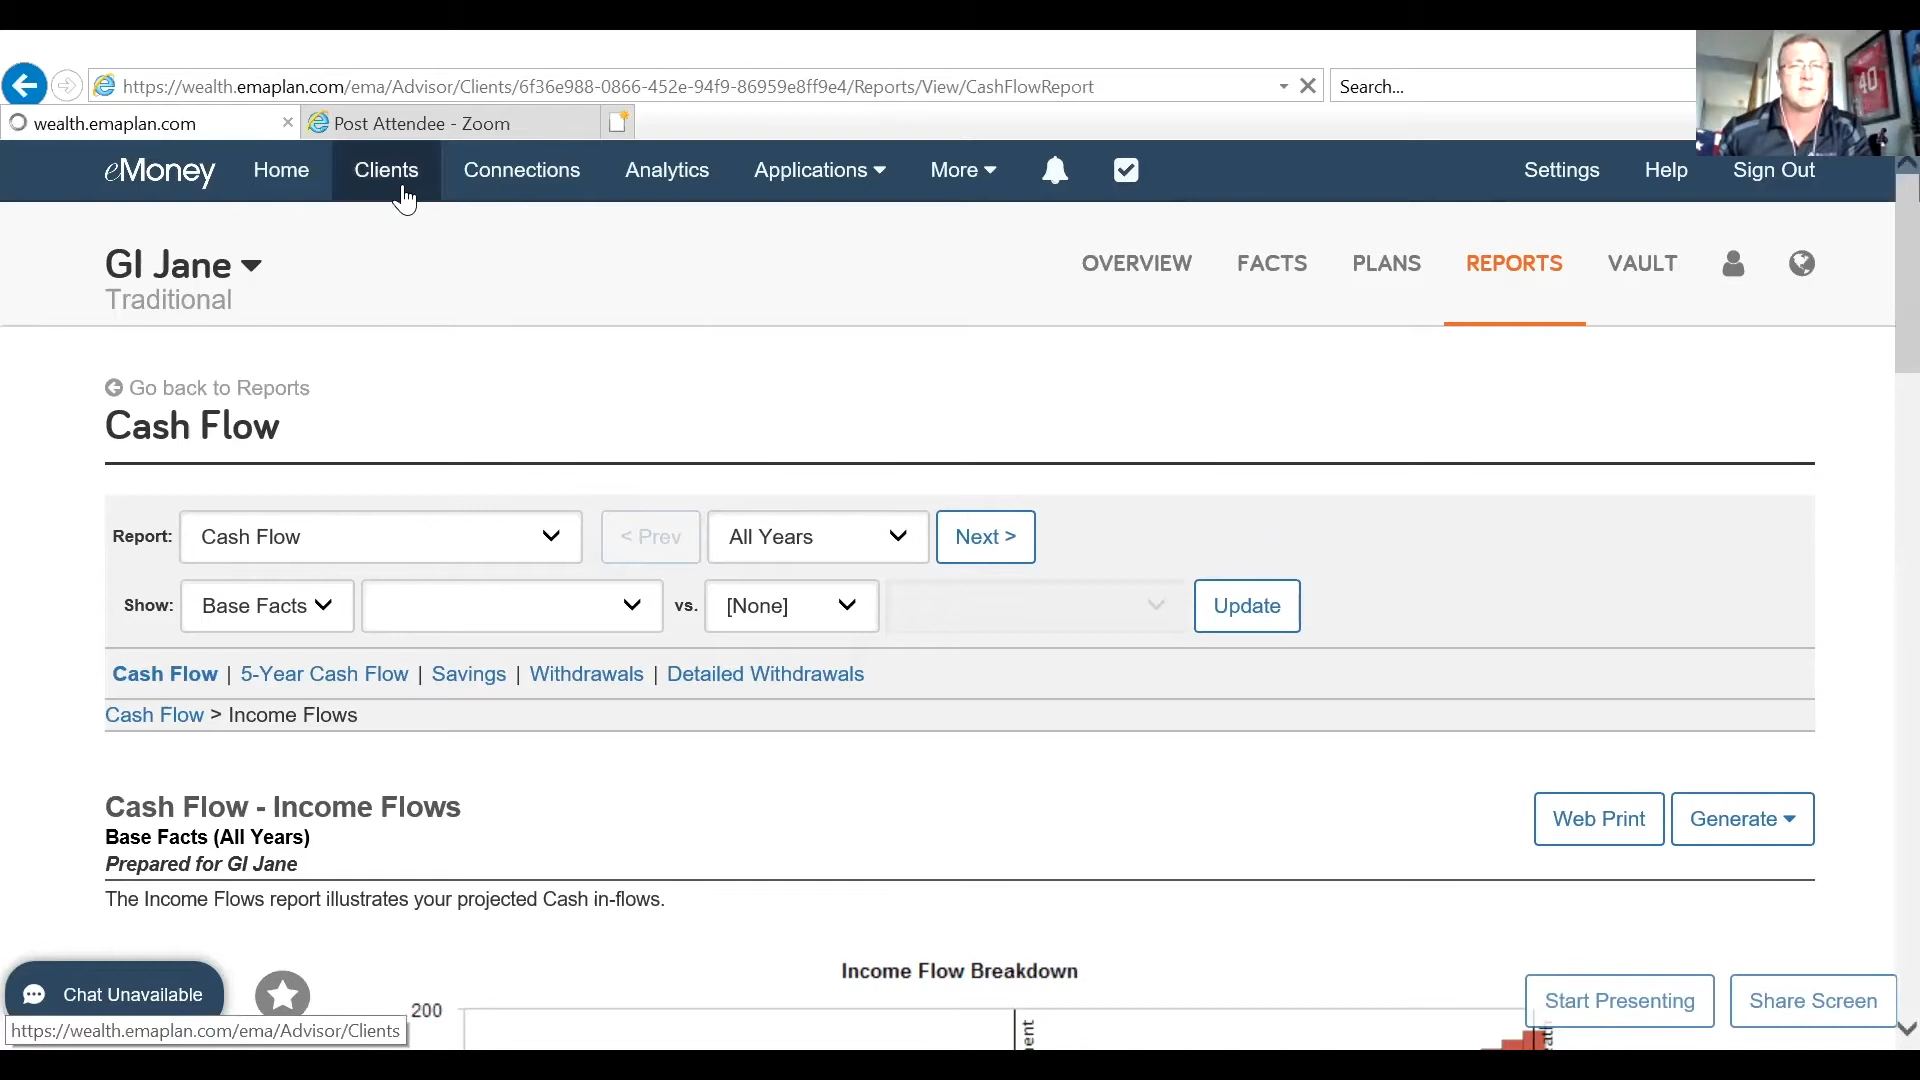 https://wealth.emaplan.com/ema/Advisor/Clients/6f36e988-0866-452e-94f9-86959e8ff9e4/Reports/View/CashFlowReport
Search...
wealth.emaplan.com
Post Attendee - Zoom
eMoney Home Clients Connections Analytics Applications More Settings Help Sign Out
40
GI Jane
Traditional
OVERVIEW FACTS PLANS REPORTS VAULT
Go back to Reports
Cash Flow
Report: Cash Flow < Prev All Years Next >
Show: Base Facts vs. [None] Update
Cash Flow | 5-Year Cash Flow | Savings | Withdrawals | Detailed Withdrawals
Cash Flow > Income Flows
Cash Flow - Income Flows
Base Facts (All Years)
Prepared for GI Jane
Web Print Generate
The Income Flows report illustrates your projected Cash in-flows.
Income Flow Breakdown
200
Chat Unavailable
Start Presenting Share Screen
https://wealth.emaplan.com/ema/Advisor/Clients